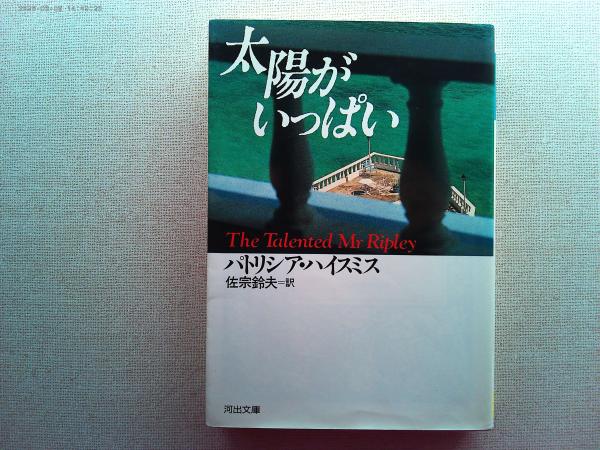 太陽が
いっぱい
The Talented Mr Ripley
パトリシア・ハイスミス
佐宗鈴夫=訳
河出文庫